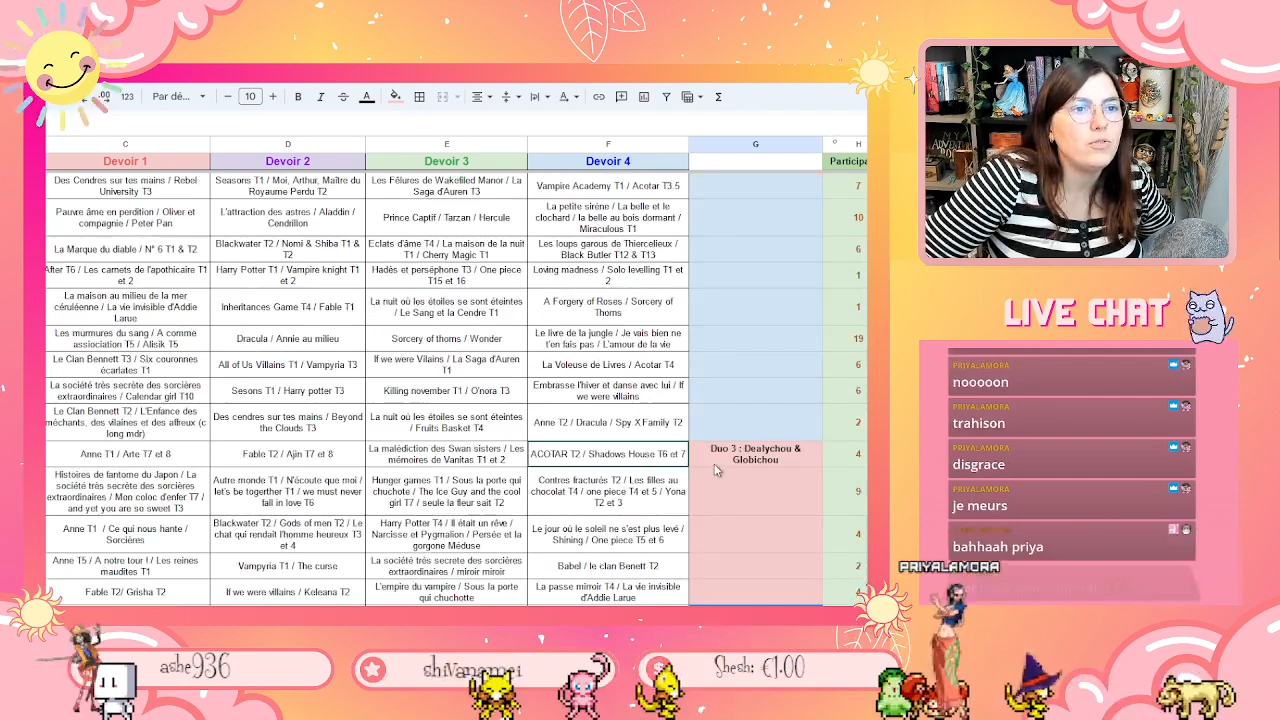 .00 123 Par dé... 10 B I A Σ
C D E F G H
Devoir 1 Devoir 2 Devoir 3 Devoir 4 Participa
Des Cendres sur tes mains / Rebel
University T3
Seasons T1 / Moi, Arthur, Maître du
Royaume Perdu T2
Les Fêlures de Wakefiled Manor / La
Saga d'Auren T3
Vampire Academy T1 / Acotar T3.5
7
Pauvre âme en perdition / Oliver et
compagnie / Peter Pan
L'attraction des astres / Aladdin /
Cendrillon
Prince Captif / Tarzan / Hercule
La petite sirène / La belle et le
clochard / la belle au bois dormant /
Miraculous T1
10
La Marque du diable / N° 6 T1 & T2
Blackwater T2 / Nomi & Shiba T1 &
T2
Eclats d'âme T4 / La maison de la nuit
T1 / Cherry Magic T1
Les loups garous de Thiercelieux /
Black Butler T12 & T13
6
After T6 / Les carnets de l'apothicaire T1
et 2
Harry Potter T1 / Vampire knight T1
et 2
Hadès et perséphone T3 / One piece
T15 et 16
Loving madness / Solo levelling T1 et
2
1
La maison au milieu de la mer
céruléenne / La vie invisible d'Addie
Larue
Inheritances Game T4 / Fable T1
La nuit où les étoiles se sont éteintes
/ Le Sang et la Cendre T1
A Forgery of Roses / Sorcery of
Thorns
1
Les murmures du sang / A comme
assiociation T5 / Alisik T5
Dracula / Annie au milieu
Sorcery of thorns / Wonder
Le livre de la jungle / Je vais bien ne
t'en fais pas / L'amour de la vie
19
Le Clan Bennett T3 / Six couronnes
écarlates T1
All of Us Villains T1 / Vampyria T3
If we were Vilains / La Saga d'Auren
T1
La Voleuse de Livres / Acotar T4
6
La société très secrète des sorcières
extraordinaires / Calendar girl T10
Sesons T1 / Harry potter T3
Killing november T1 / O'nora T3
Embrasse l'hiver et danse avec lui / If
we were villains
6
Le Clan Bennett T2 / L'Enfance des
méchants, des vilaines et des affreux (c
long mdr)
Des cendres sur tes mains / Beyond
the Clouds T3
La nuit où les étoiles se sont éteintes
/ Fruits Basket T4
Anne T2 / Dracula / Spy X Family T2
2
Anne T1 / Arte T7 et 8
Fable T2 / Ajin T7 et 8
La malédiction des Swan sisters / Les
mémoires de Vanitas T1 et 2
ACOTAR T2 / Shadows House T6 et 7
Duo 3 : Dealychou &
Globichou
4
Histoires de fantome du Japon / La
société très secrète des sorcières
extraordinaires / Mon coloc d'enfer T7 /
and yet you are so sweet T3
Autre monde T1 / N'écoute que moi /
let's be together T1 / we must never
fall in love T6
Hunger games T1 / Sous la porte qui
chuchote / The Ice Guy and the cool
girl T7 / seule la fleur sait T2
Contres fracturés T2 / Les filles au
chocolat T4 / one piece T4 et 5 / Yona
T2 et 3
9
Anne T1 / Ce qui nous hante /
Sorcières
Blackwater T2 / Gods of men T2 / Le
chat qui rendait l'homme heureux T3
et 4
Harry Potter T4 / Il était un rêve /
Narcisse et Pygmalion / Persée et la
gorgone Méduse
Le jour où le soleil ne s'est plus levé /
Shining / One piece T5 et 6
4
Anne T5 / A notre tour ! / Les reines
maudites T1
Vampyria T1 / The curse
La société très secrete des sorcières
extraordinaires / miroir miroir
Babel / le clan Benett T2
2
Fable T2/ Grisha T2
If we were villains / Keleana T2
L'empire du vampire / Sous la porte
qui chuchotte
La passe mirroir T4 / La vie invisible
d'Addie Larue
MY
ADVENTURE
LIVE CHAT
PRIYALAMORA
nooooon
PRIYALAMORA
trahison
PRIYALAMORA
disgrace
PRIYALAMORA
je meurs
bahhaah priya
PRIYALAMORA
ashe936
shivanamei
Shesh: €1.00